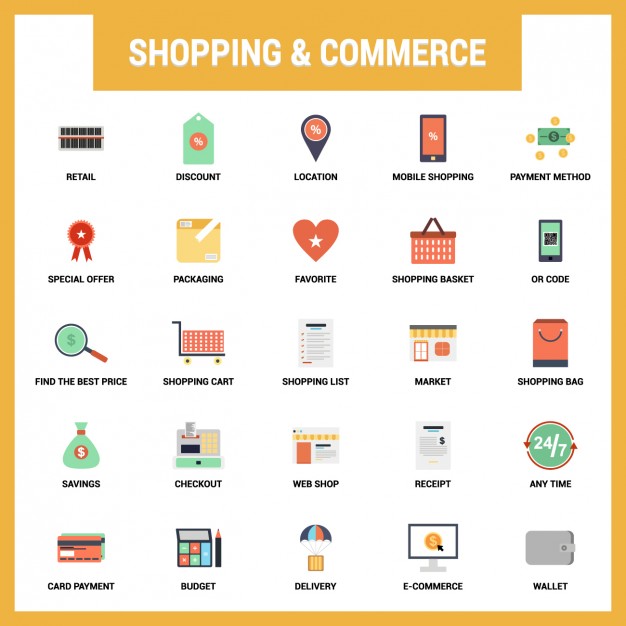 SHOPPING & COMMERCE
%
%
%
$
RETAIL
DISCOUNT
LOCATION
MOBILE SHOPPING
PAYMENT METHOD
SPECIAL OFFER
PACKAGING
FAVORITE
SHOPPING BASKET
OR CODE
$
FIND THE BEST PRICE
SHOPPING CART
SHOPPING LIST
MARKET
SHOPPING BAG
$
$
24/7
SAVINGS
CHECKOUT
WEB SHOP
RECEIPT
ANY TIME
$
CARD PAYMENT
BUDGET
DELIVERY
E-COMMERCE
WALLET